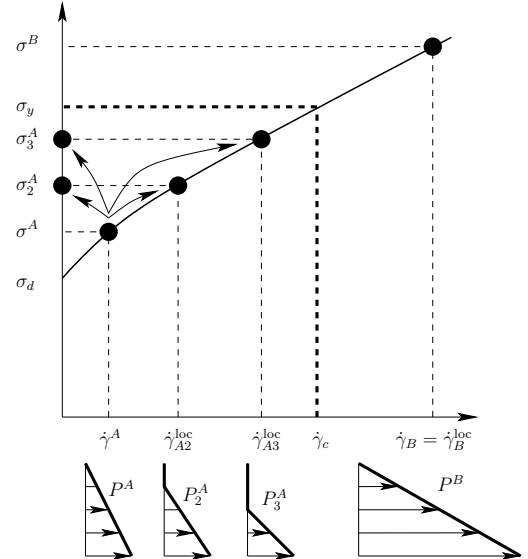 σ^B
σ_y
σ_3^A
σ_2^A
σ^A
σ_d
γ̇^A γ̇_{A2}^{loc} γ̇_{A3}^{loc} γ̇_c γ̇_B = γ̇_B^{loc}
P^A P_2^A P_3^A P^B